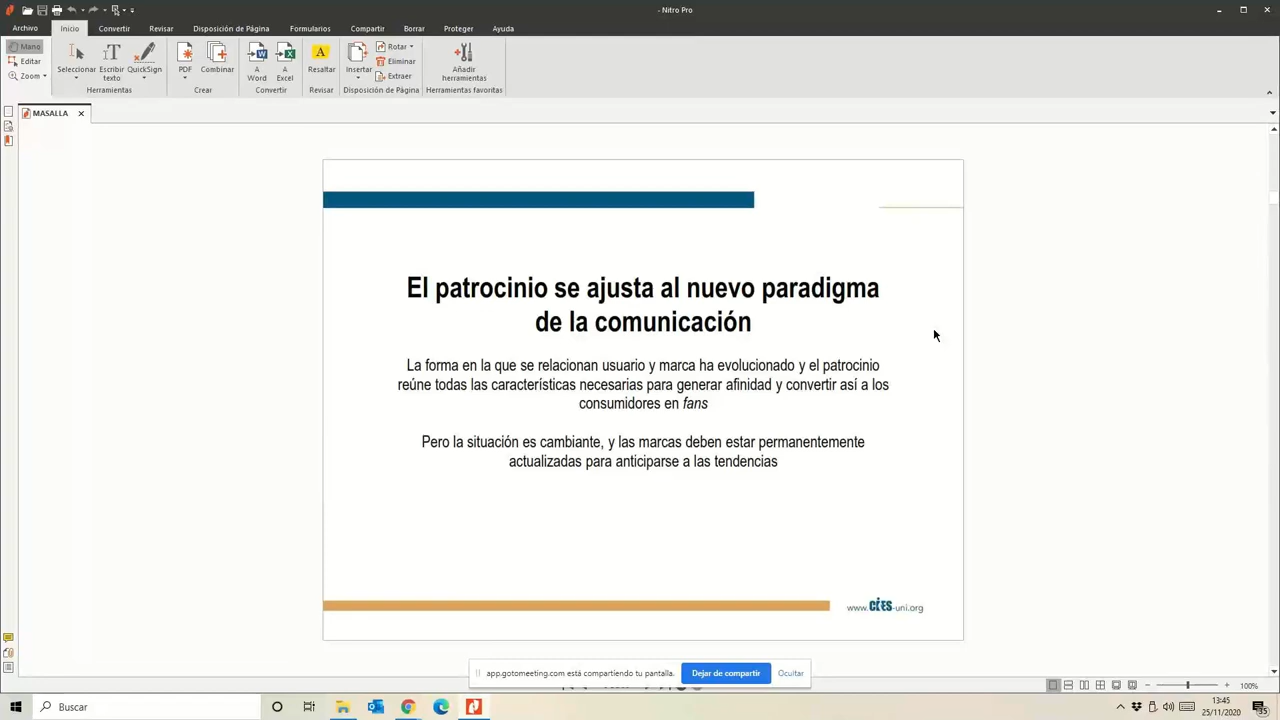 - Nitro Pro
Archivo Inicio Convertir Revisar Disposición de Página Formularios Compartir Borrar Proteger Ayuda
Mano
Editar
Zoom
Seleccionar
Escribir texto
QuickSign
Herramientas
PDF
Combinar
Crear
A Word
A Excel
Convertir
Resaltar
Revisar
Insertar
Rotar
Eliminar
Extraer
Disposición de Página
Añadir herramientas
Herramientas favoritas
MASALLA
El patrocinio se ajusta al nuevo paradigma
de la comunicación
La forma en la que se relacionan usuario y marca ha evolucionado y el patrocinio
reúne todas las características necesarias para generar afinidad y convertir así a los
consumidores en fans
Pero la situación es cambiante, y las marcas deben estar permanentemente
actualizadas para anticiparse a las tendencias
www.CIES-uni.org
app.gotomeeting.com está compartiendo tu pantalla. Dejar de compartir Ocultar
100%
Buscar
13:45
25/11/2020
35